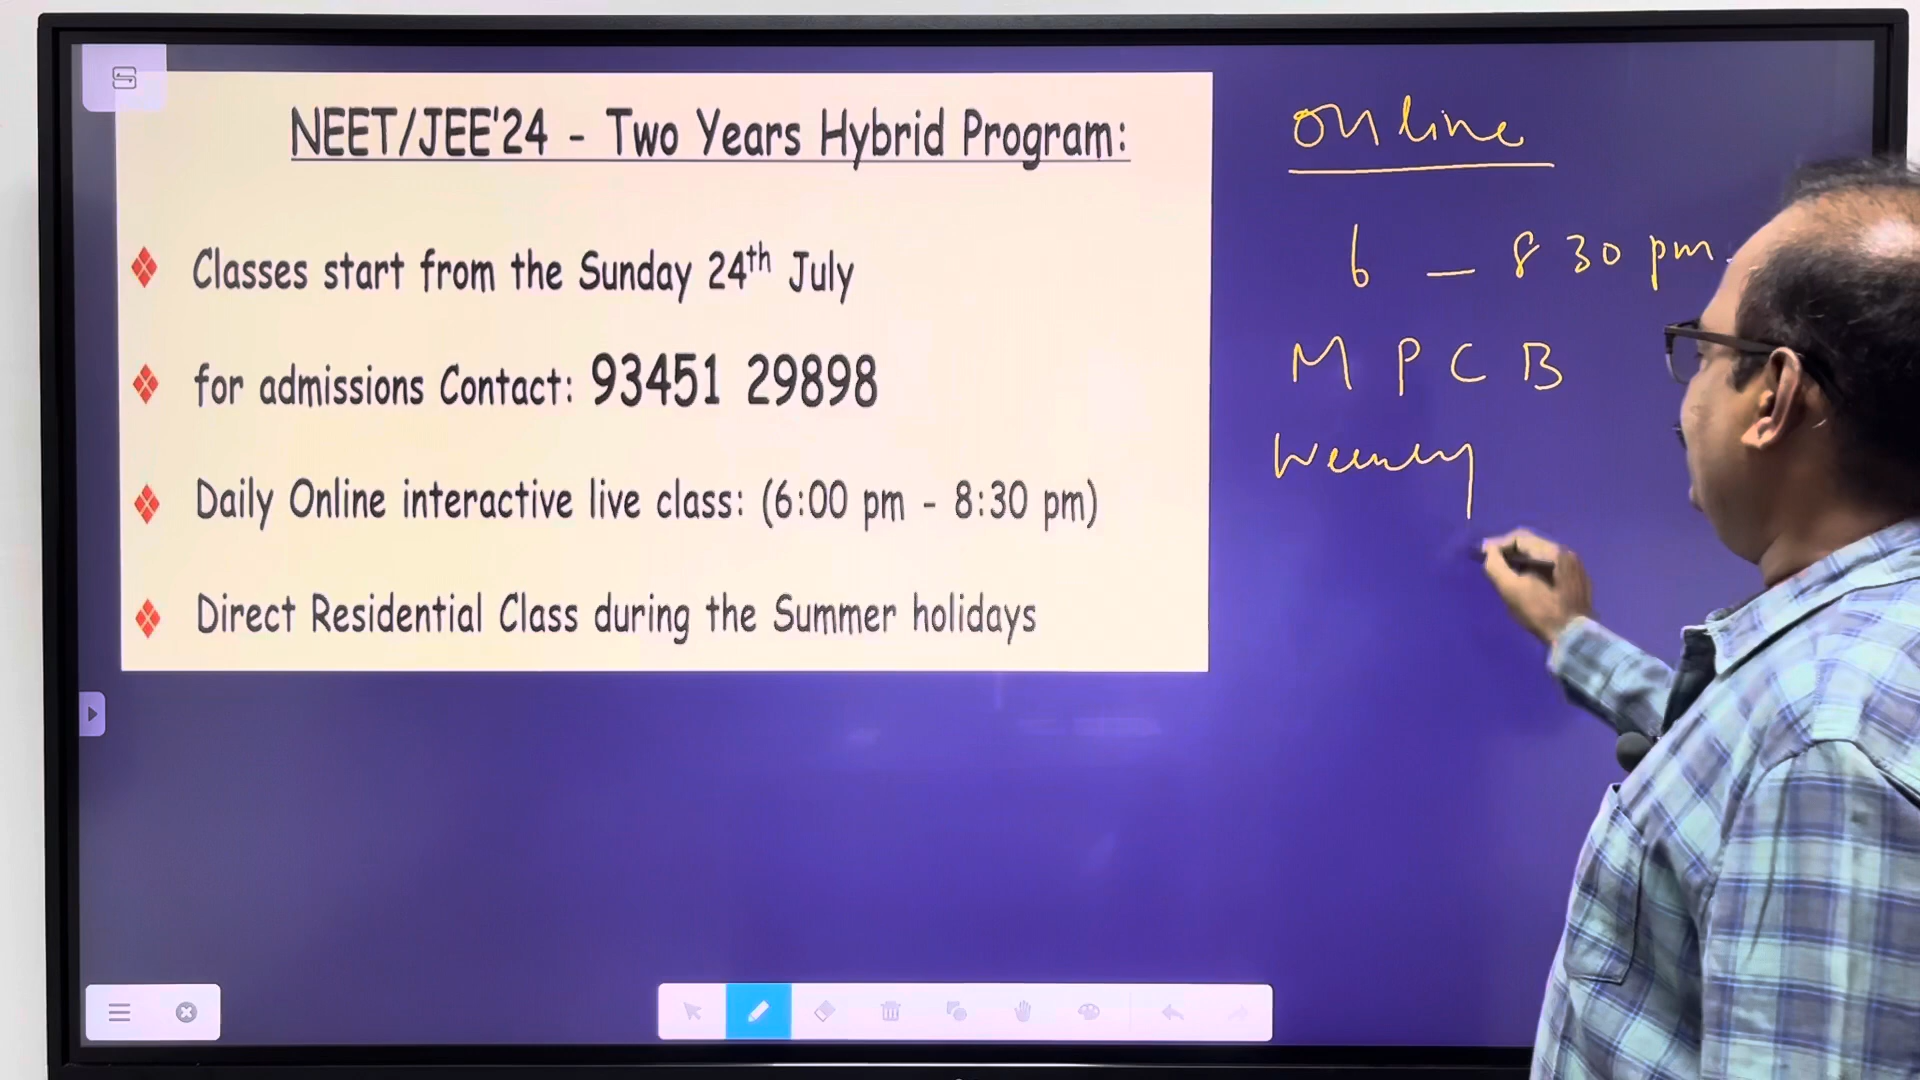 NEET/JEE'24 - Two Years Hybrid Program:
Classes start from the Sunday 24th July
for admissions Contact: 93451 29898
Daily Online interactive live class: (6:00 pm - 8:30 pm)
Direct Residential Class during the Summer holidays
Online
6 - 8 30 pm
M P C B
Weekly